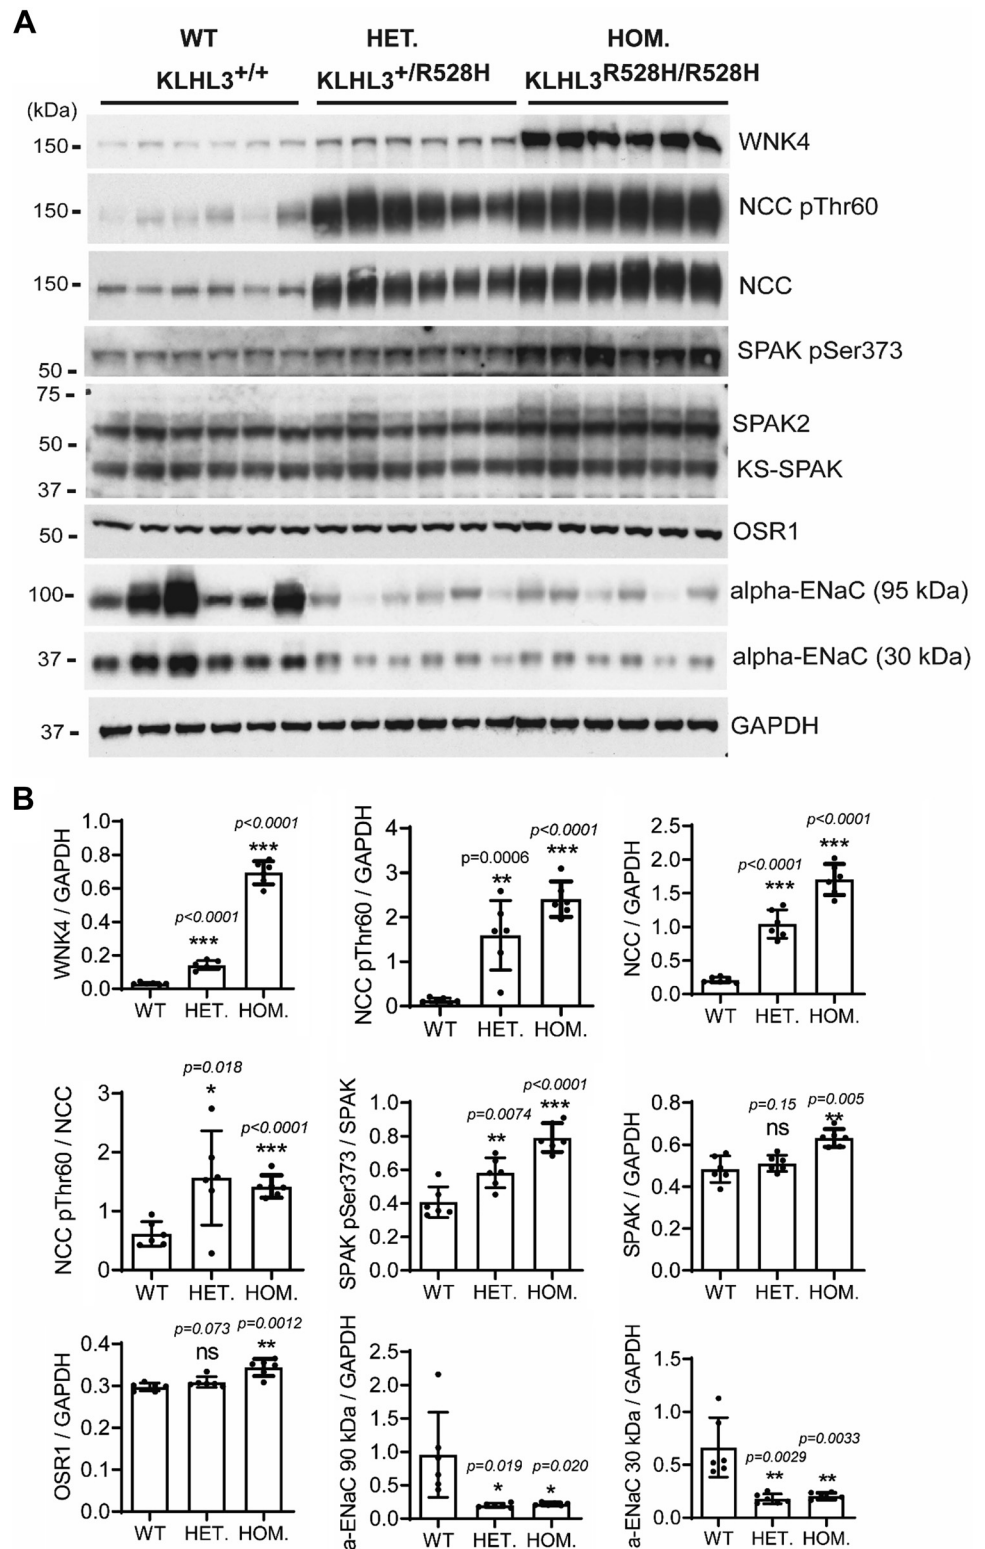 A
WT HET. HOM.
KLHL3+/+ KLHL3+/R528H KLHL3R528H/R528H
(kDa)
150 WNK4
150 NCC pThr60
150 NCC
SPAK pSer373
50
75
SPAK2
50
KS-SPAK
37
50 OSR1
100 alpha-ENaC (95 kDa)
37 alpha-ENaC (30 kDa)
37 GAPDH
B
WNK4 / GAPDH
1.0
0.8
0.6
0.4
0.2
0.0
p<0.0001
***
p<0.0001
***
WT HET. HOM.
NCC pThr60 / GAPDH
4
3
2
1
0
p=0.0006
**
p<0.0001
***
WT HET. HOM.
NCC / GAPDH
2.5
2.0
1.5
1.0
0.5
0.0
p<0.0001
***
p<0.0001
***
WT HET. HOM.
NCC pThr60 / NCC
3
2
1
0
p=0.018
*
p<0.0001
***
WT HET. HOM.
SPAK pSer373 / SPAK
1.0
0.8
0.6
0.4
0.2
0.0
p=0.0074
**
p<0.0001
***
WT HET. HOM.
SPAK / GAPDH
0.8
0.6
0.4
0.2
0.0
p=0.15
ns
p=0.005
**
WT HET. HOM.
OSR1 / GAPDH
0.4
0.3
0.2
0.1
0.0
p=0.073
ns
p=0.0012
**
WT HET. HOM.
a-ENaC 90 kDa / GAPDH
2.5
2.0
1.5
1.0
0.5
0.0
p=0.019
*
p=0.020
*
WT HET. HOM.
a-ENaC 30 kDa / GAPDH
1.5
1.0
0.5
0.0
p=0.0029
**
p=0.0033
**
WT HET. HOM.